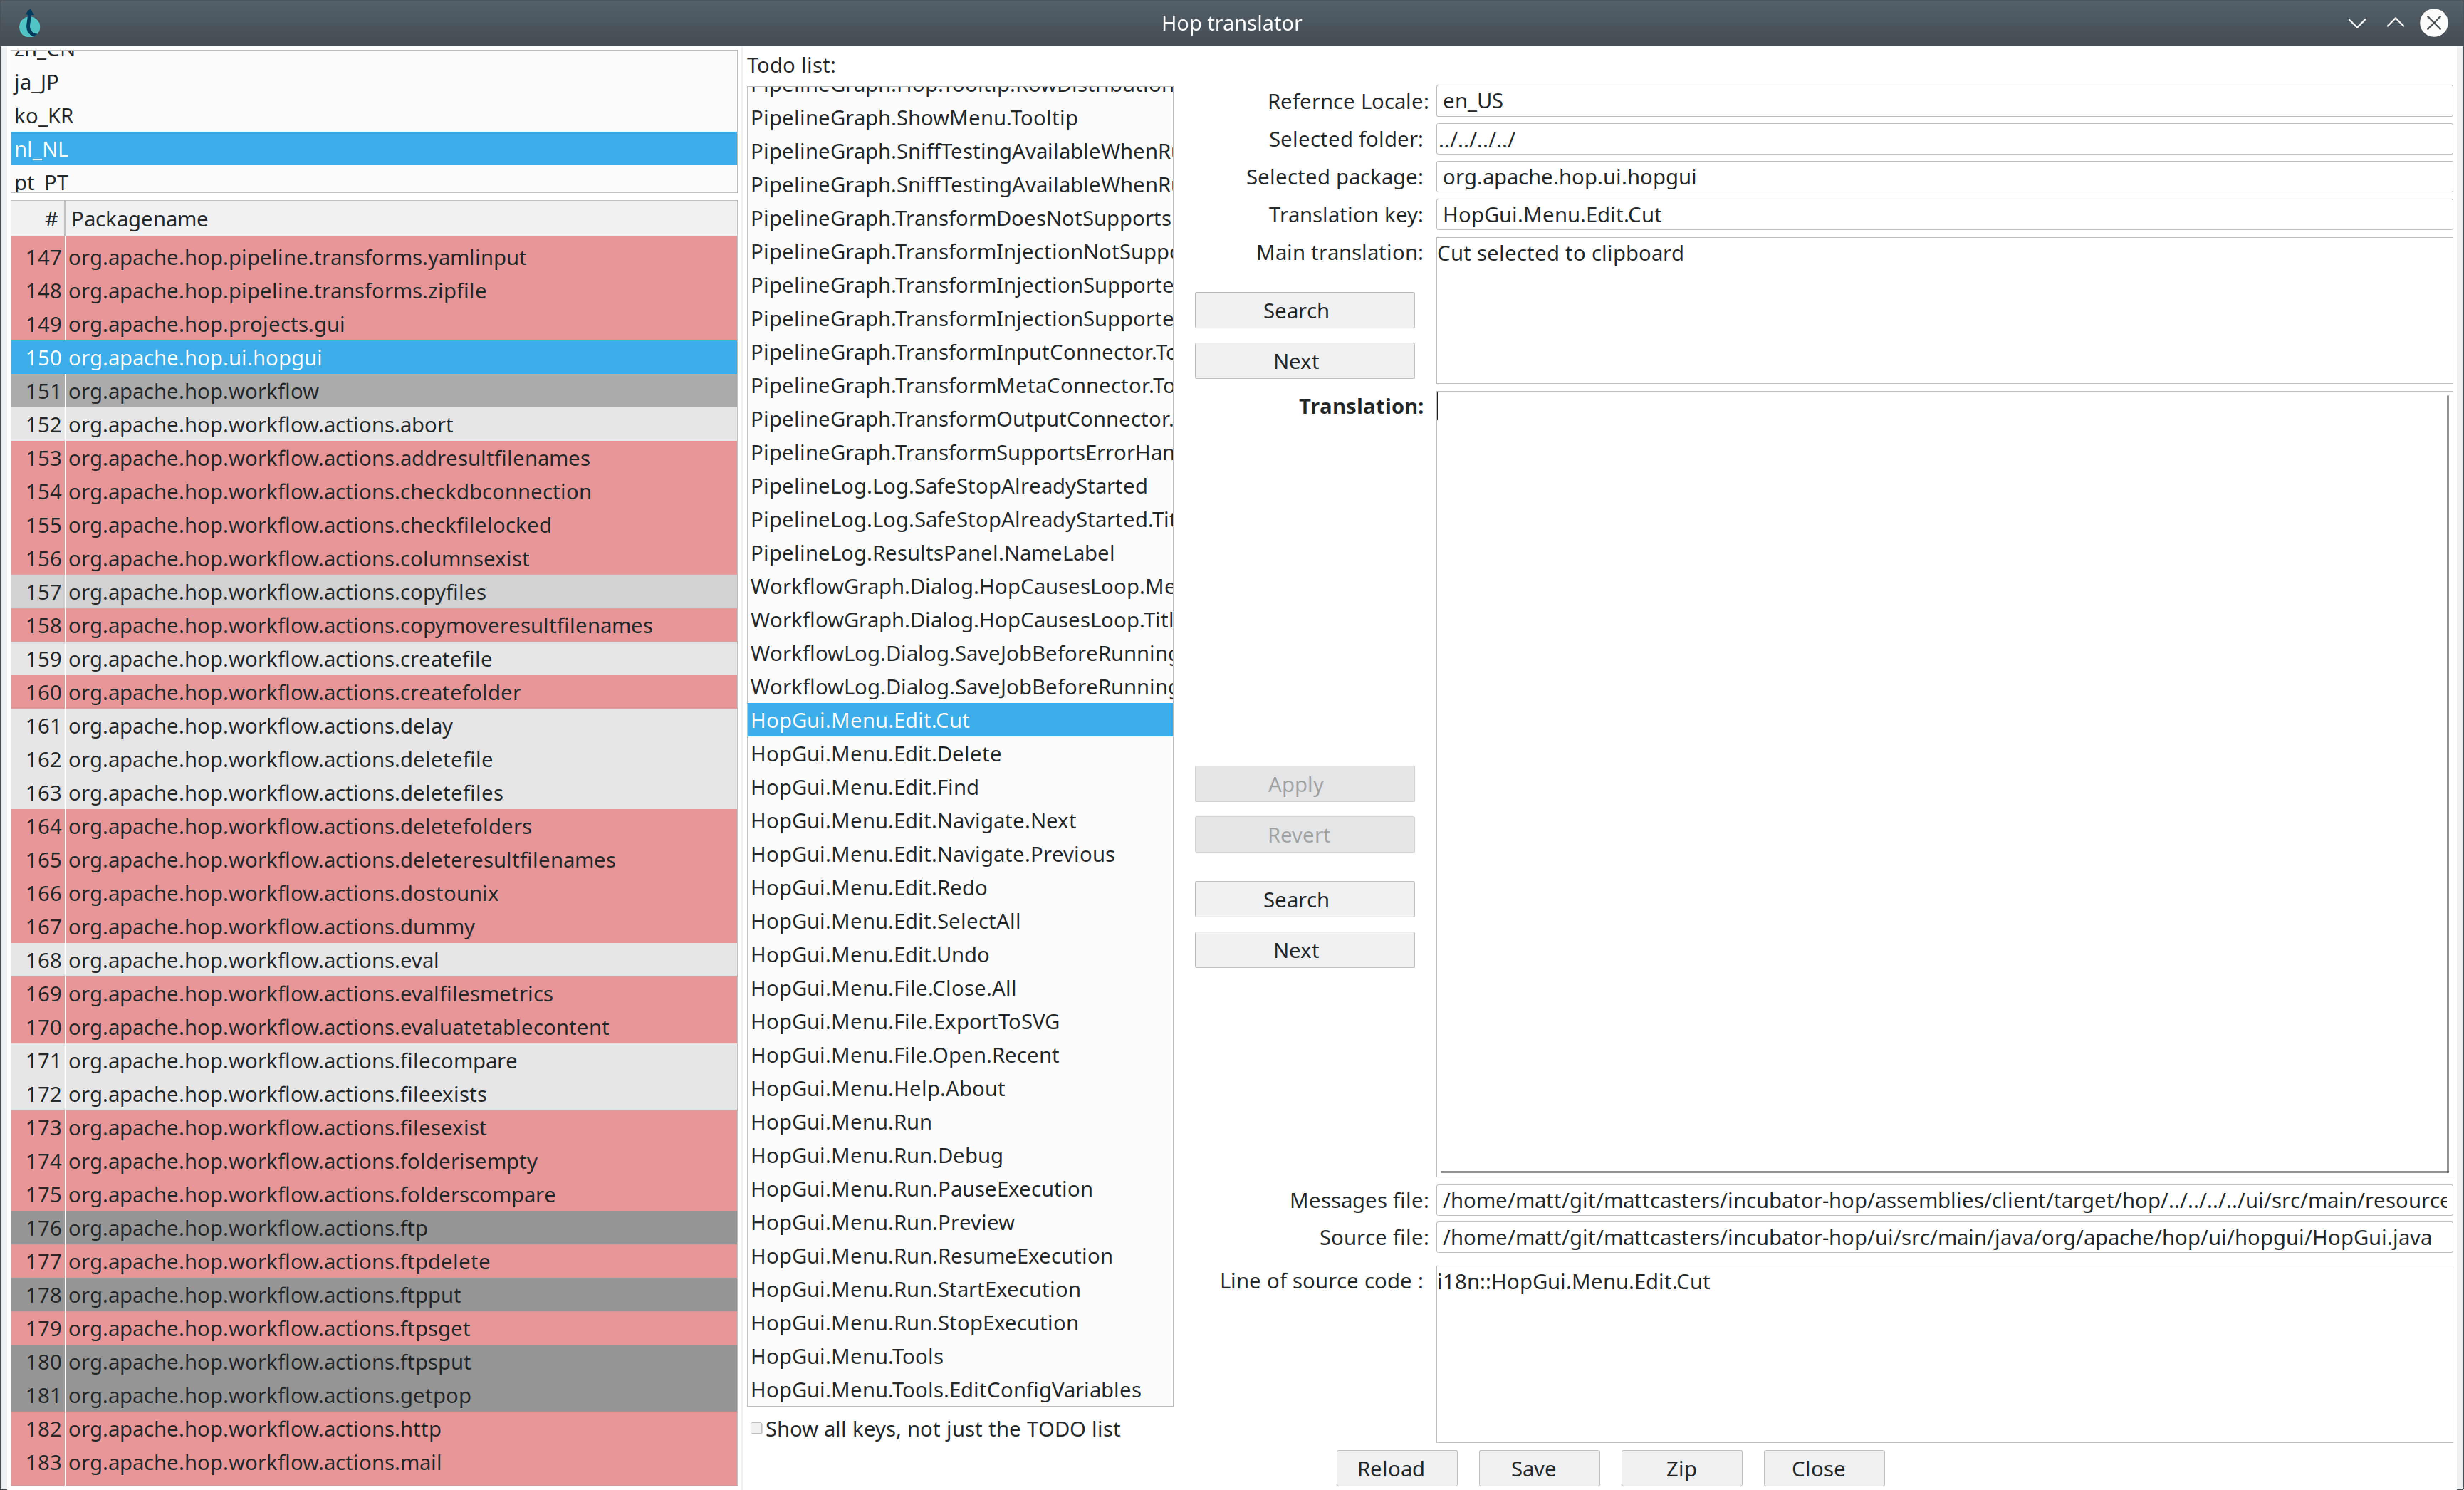 Hop translator
zh_CN
ja_JP
ko_KR
nl_NL
pt_PT
# Packagename
147 org.apache.hop.pipeline.transforms.yamlinput
148 org.apache.hop.pipeline.transforms.zipfile
149 org.apache.hop.projects.gui
150 org.apache.hop.ui.hopgui
151 org.apache.hop.workflow
152 org.apache.hop.workflow.actions.abort
153 org.apache.hop.workflow.actions.addresultfilenames
154 org.apache.hop.workflow.actions.checkdbconnection
155 org.apache.hop.workflow.actions.checkfilelocked
156 org.apache.hop.workflow.actions.columnsexist
157 org.apache.hop.workflow.actions.copyfiles
158 org.apache.hop.workflow.actions.copymoveresultfilenames
159 org.apache.hop.workflow.actions.createfile
160 org.apache.hop.workflow.actions.createfolder
161 org.apache.hop.workflow.actions.delay
162 org.apache.hop.workflow.actions.deletefile
163 org.apache.hop.workflow.actions.deletefiles
164 org.apache.hop.workflow.actions.deletefolders
165 org.apache.hop.workflow.actions.deleteresultfilenames
166 org.apache.hop.workflow.actions.dostounix
167 org.apache.hop.workflow.actions.dummy
168 org.apache.hop.workflow.actions.eval
169 org.apache.hop.workflow.actions.evalfilesmetrics
170 org.apache.hop.workflow.actions.evaluatetablecontent
171 org.apache.hop.workflow.actions.filecompare
172 org.apache.hop.workflow.actions.fileexists
173 org.apache.hop.workflow.actions.filesexist
174 org.apache.hop.workflow.actions.folderisempty
175 org.apache.hop.workflow.actions.folderscompare
176 org.apache.hop.workflow.actions.ftp
177 org.apache.hop.workflow.actions.ftpdelete
178 org.apache.hop.workflow.actions.ftpput
179 org.apache.hop.workflow.actions.ftpsget
180 org.apache.hop.workflow.actions.ftpsput
181 org.apache.hop.workflow.actions.getpop
182 org.apache.hop.workflow.actions.http
183 org.apache.hop.workflow.actions.mail
Todo list:
PipelineGraph.Hop.Tooltip.RowDistribution
PipelineGraph.ShowMenu.Tooltip
PipelineGraph.SniffTestingAvailableWhenR
PipelineGraph.SniffTestingAvailableWhenR
PipelineGraph.TransformDoesNotSupports
PipelineGraph.TransformInjectionNotSupp
PipelineGraph.TransformInjectionSupporte
PipelineGraph.TransformInjectionSupporte
PipelineGraph.TransformInputConnector.To
PipelineGraph.TransformMetaConnector.To
PipelineGraph.TransformOutputConnector.
PipelineGraph.TransformSupportsErrorHan
PipelineLog.Log.SafeStopAlreadyStarted
PipelineLog.Log.SafeStopAlreadyStarted.Tit
PipelineLog.ResultsPanel.NameLabel
WorkflowGraph.Dialog.HopCausesLoop.Me
WorkflowGraph.Dialog.HopCausesLoop.Titl
WorkflowLog.Dialog.SaveJobBeforeRunning
WorkflowLog.Dialog.SaveJobBeforeRunning
HopGui.Menu.Edit.Cut
HopGui.Menu.Edit.Delete
HopGui.Menu.Edit.Find
HopGui.Menu.Edit.Navigate.Next
HopGui.Menu.Edit.Navigate.Previous
HopGui.Menu.Edit.Redo
HopGui.Menu.Edit.SelectAll
HopGui.Menu.Edit.Undo
HopGui.Menu.File.Close.All
HopGui.Menu.File.ExportToSVG
HopGui.Menu.File.Open.Recent
HopGui.Menu.Help.About
HopGui.Menu.Run
HopGui.Menu.Run.Debug
HopGui.Menu.Run.PauseExecution
HopGui.Menu.Run.Preview
HopGui.Menu.Run.ResumeExecution
HopGui.Menu.Run.StartExecution
HopGui.Menu.Run.StopExecution
HopGui.Menu.Tools
HopGui.Menu.Tools.EditConfigVariables
Show all keys, not just the TODO list
Refernce Locale: en_US
Selected folder: ../../../../
Selected package: org.apache.hop.ui.hopgui
Translation key: HopGui.Menu.Edit.Cut
Main translation: Cut selected to clipboard
Search
Next
Translation:
Apply
Revert
Search
Next
Messages file: /home/matt/git/mattcasters/incubator-hop/assemblies/client/target/hop/../../../../ui/src/main/resource
Source file: /home/matt/git/mattcasters/incubator-hop/ui/src/main/java/org/apache/hop/ui/hopgui/HopGui.java
Line of source code : i18n::HopGui.Menu.Edit.Cut
Reload Save Zip Close